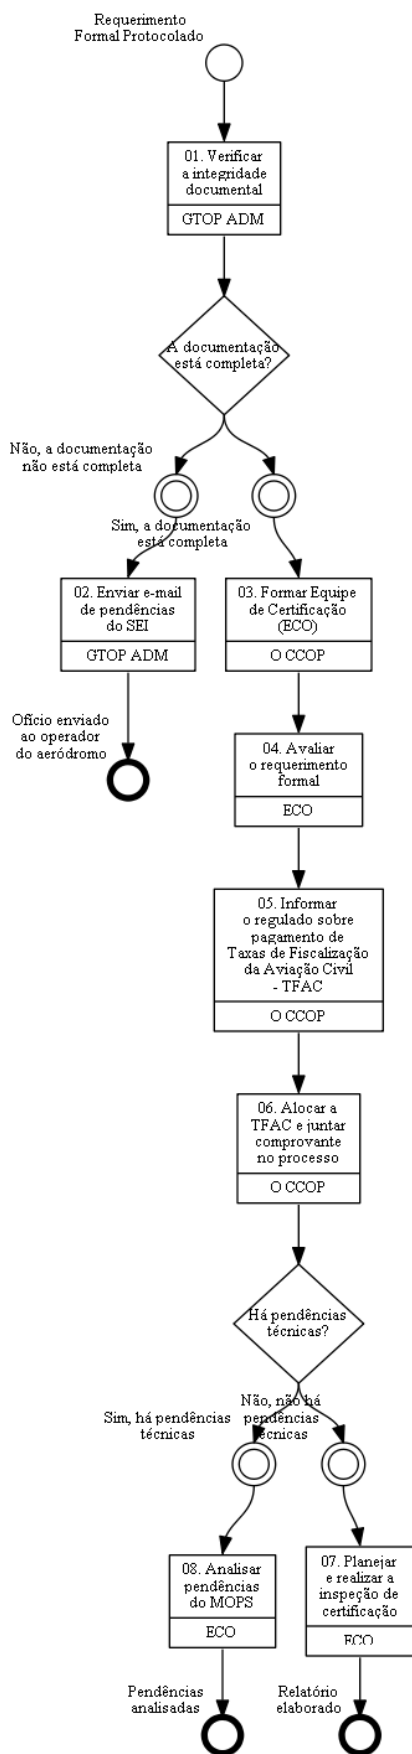 Requerimento
Formal Protocolado
01. Verificar
a integridade
documental
GTOP ADM
A documentação
está completa?
Não, a documentação
não está completa
Sim, a documentação
está completa
02. Enviar e-mail
de pendências
do SEI
GTOP ADM
03. Formar Equipe
de Certificação
(ECO)
O CCOP
Ofício enviado
ao operador
do aeródromo
04. Avaliar
o requerimento
formal
ECO
05. Informar
o regulado sobre
pagamento de
Taxas de Fiscalização
da Aviação Civil
- TFAC
O CCOP
06. Alocar a
TFAC e juntar
comprovante
no processo
O CCOP
Há pendências
técnicas?
Sim, há pendências
técnicas
Não, não há
pendências
técnicas
08. Analisar
pendências
do MOPS
ECO
07. Planejar
e realizar a
inspeção de
certificação
ECO
Pendências
analisadas
Relatório
elaborado